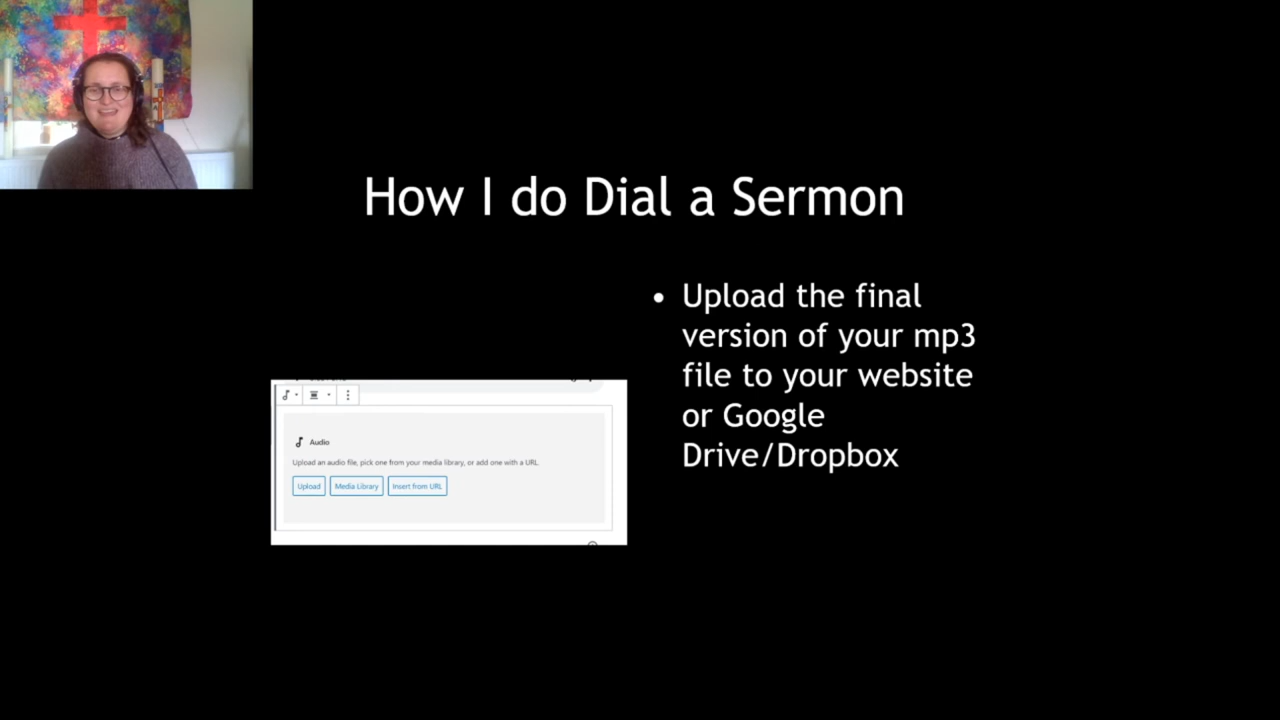 How I do Dial a Sermon
• Upload the final
version of your mp3
file to your website
or Google
Drive/Dropbox
Audio
Upload an audio file, pick one from your media library, or add one with a URL.
Upload Media Library Insert from URL